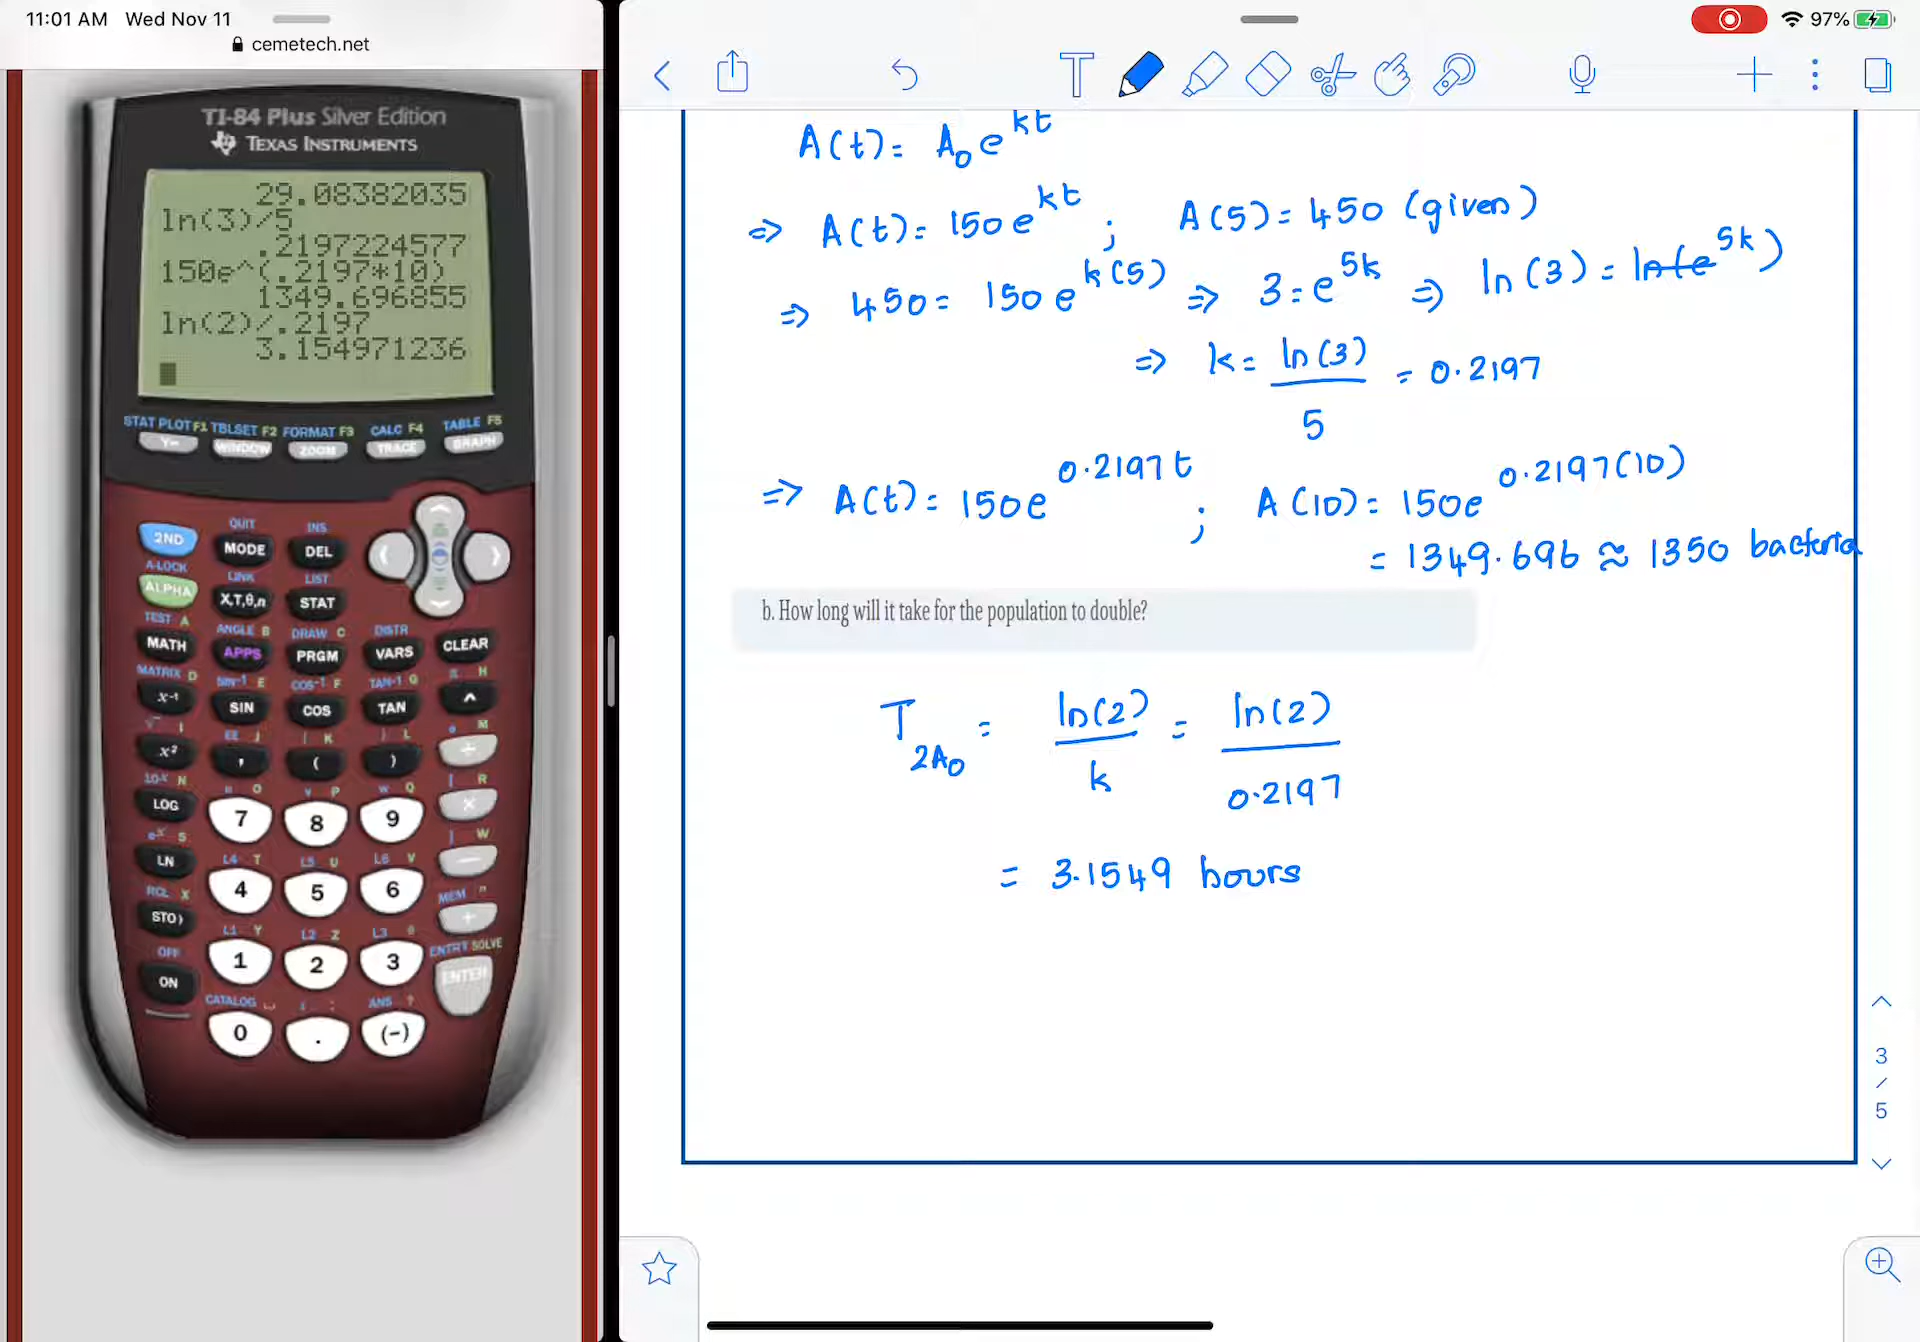 11:01 AM Wed Nov 11
cemetech.net
97%
TI-84 Plus Silver Edition
TEXAS INSTRUMENTS
29.08382035
ln(3)/5
.2197224577
150e^(.2197*10)
1349.696855
ln(2)/.2197
3.154971236
STAT PLOT F1 TBLSET F2 FORMAT F3 CALC F4 TABLE F5
Y= WINDOW ZOOM TRACE GRAPH
QUIT INS
2ND MODE DEL
A-LOCK LINK LIST
ALPHA X,T,θ,n STAT
TEST A ANGLE B DRAW C DISTR
MATH APPS PRGM VARS CLEAR
MATRIX D SIN⁻¹ E COS⁻¹ F TAN⁻¹ G π H
x⁻¹ SIN COS TAN ^
√ I EE J { K } L e M
x² , ( ) ÷
10ˣ N u O v P w Q [ R
LOG 7 8 9 ×
eˣ S L4 T L5 U L6 V ] W
LN 4 5 6 −
RCL X L1 Y L2 Z L3 θ MEM "
STO› 1 2 3 +
OFF ENTRY SOLVE
ON ENTER
CATALOG i : ANS ?
0 . (−)
A(t) = A₀e^kt
⇒ A(t) = 150e^kt ; A(5) = 450 (given)
⇒ 450 = 150e^k(5) ⇒ 3 = e^5k ⇒ ln(3) = ln(e^5k)
⇒ k = ln(3)/5 = 0.2197
⇒ A(t) = 150e^0.2197t ; A(10) = 150e^0.2197(10)
= 1349.696 ≈ 1350 bacteria
b. How long will it take for the population to double?
T 2A₀ = ln(2)/k = ln(2)/0.2197
= 3.1549 hours
3
/
5